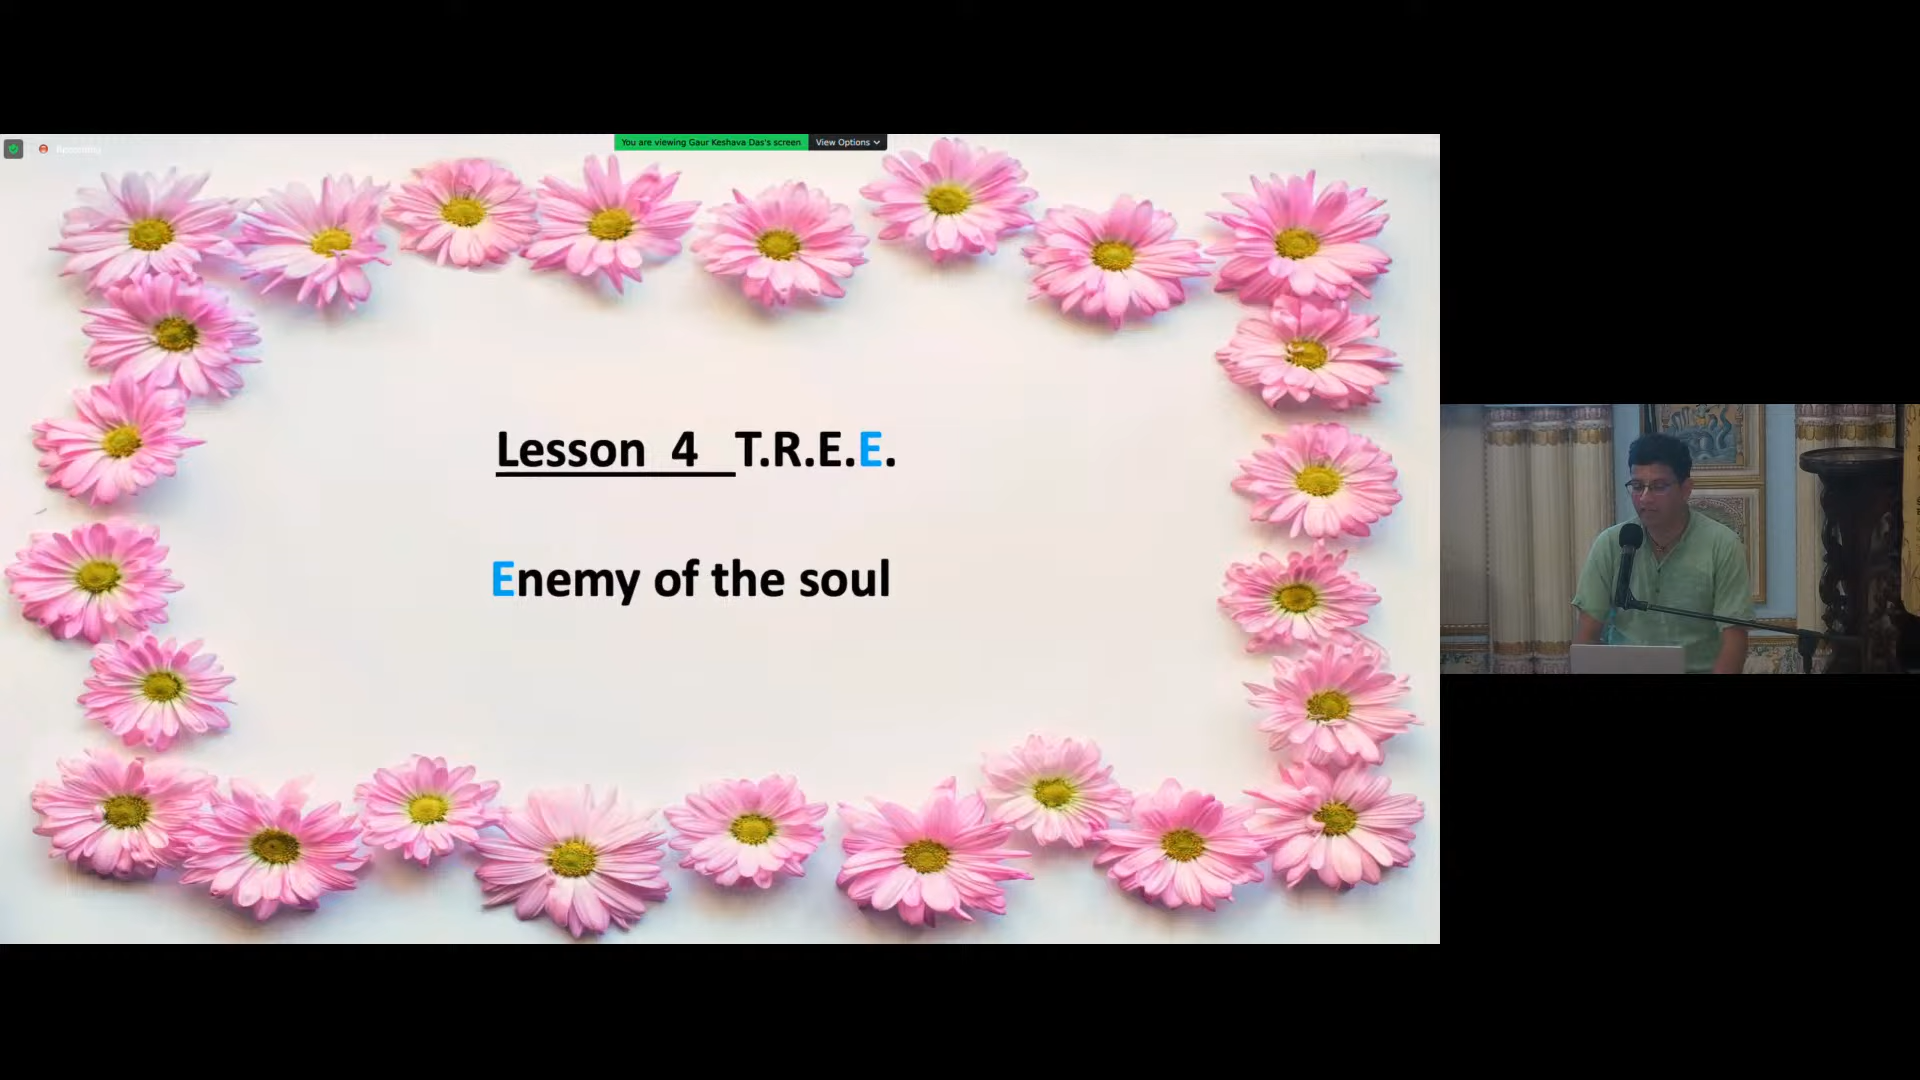 You are viewing Gaur Keshava Das's screen View Options
Lesson 4 T.R.E.E.
Enemy of the soul